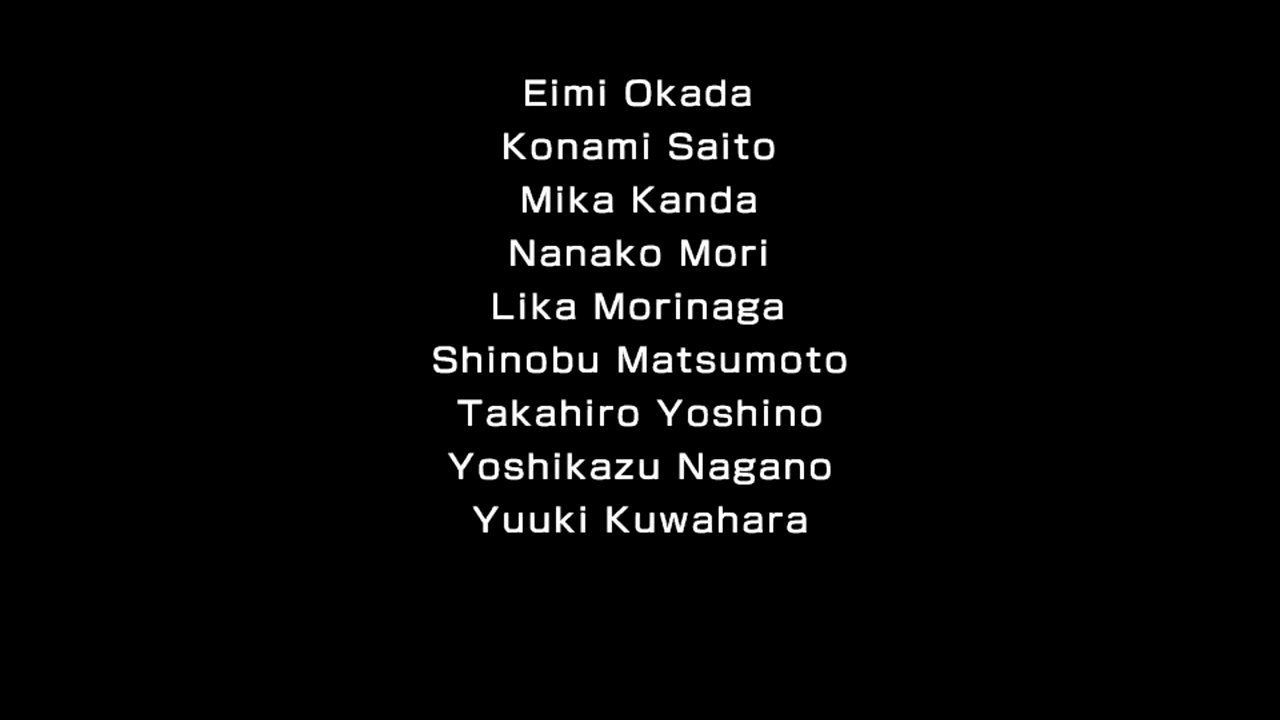 Eimi Okada
Konami Saito
Mika Kanda
Nanako Mori
Lika Morinaga
Shinobu Matsumoto
Takahiro Yoshino
Yoshikazu Nagano
Yuuki Kuwahara